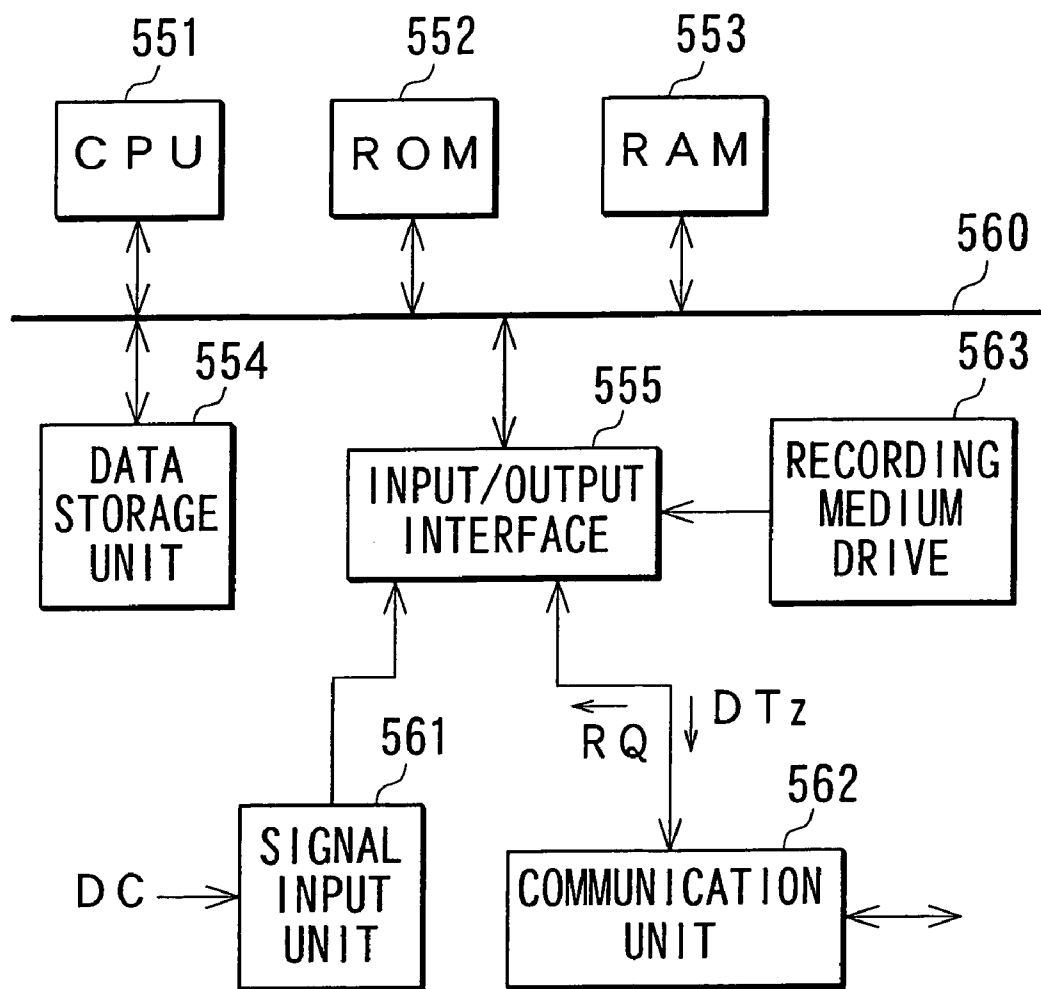 551
552
553
CPU
ROM
RAM
560
554
555
563
DATA
STORAGE
UNIT
INPUT/OUTPUT
INTERFACE
RECORDING
MEDIUM
DRIVE
DTz
RQ
561
562
DC
SIGNAL
INPUT
UNIT
COMMUNICATION
UNIT